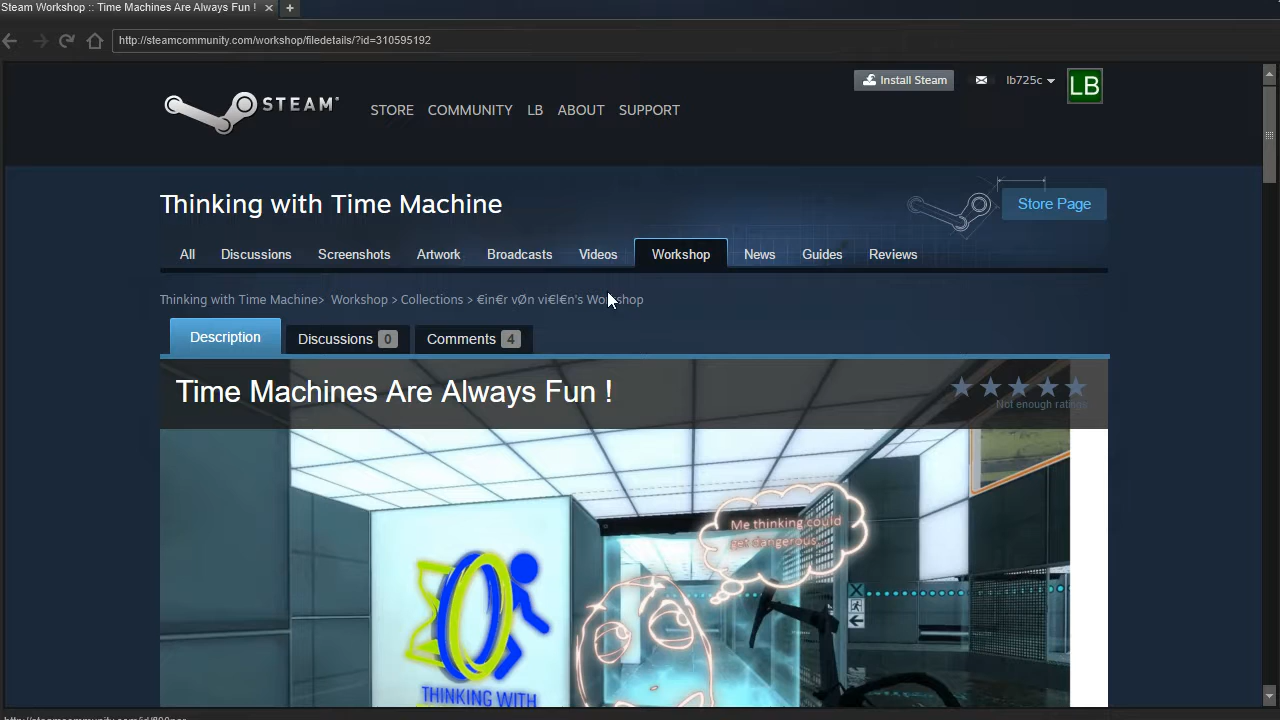 Steam Workshop :: Time Machines Are Always Fun !
http://steamcommunity.com/workshop/filedetails/?id=310595192
Install Steam
lb725c
LB
STEAM
STORE COMMUNITY LB ABOUT SUPPORT
Thinking with Time Machine
Store Page
All Discussions Screenshots Artwork Broadcasts Videos Workshop News Guides Reviews
Thinking with Time Machine> Workshop > Collections > €in€r vØn vi€l€n's Workshop
Description Discussions 0 Comments 4
Time Machines Are Always Fun !
Not enough ratings
Me thinking could
get dangerous
THINKING WITH